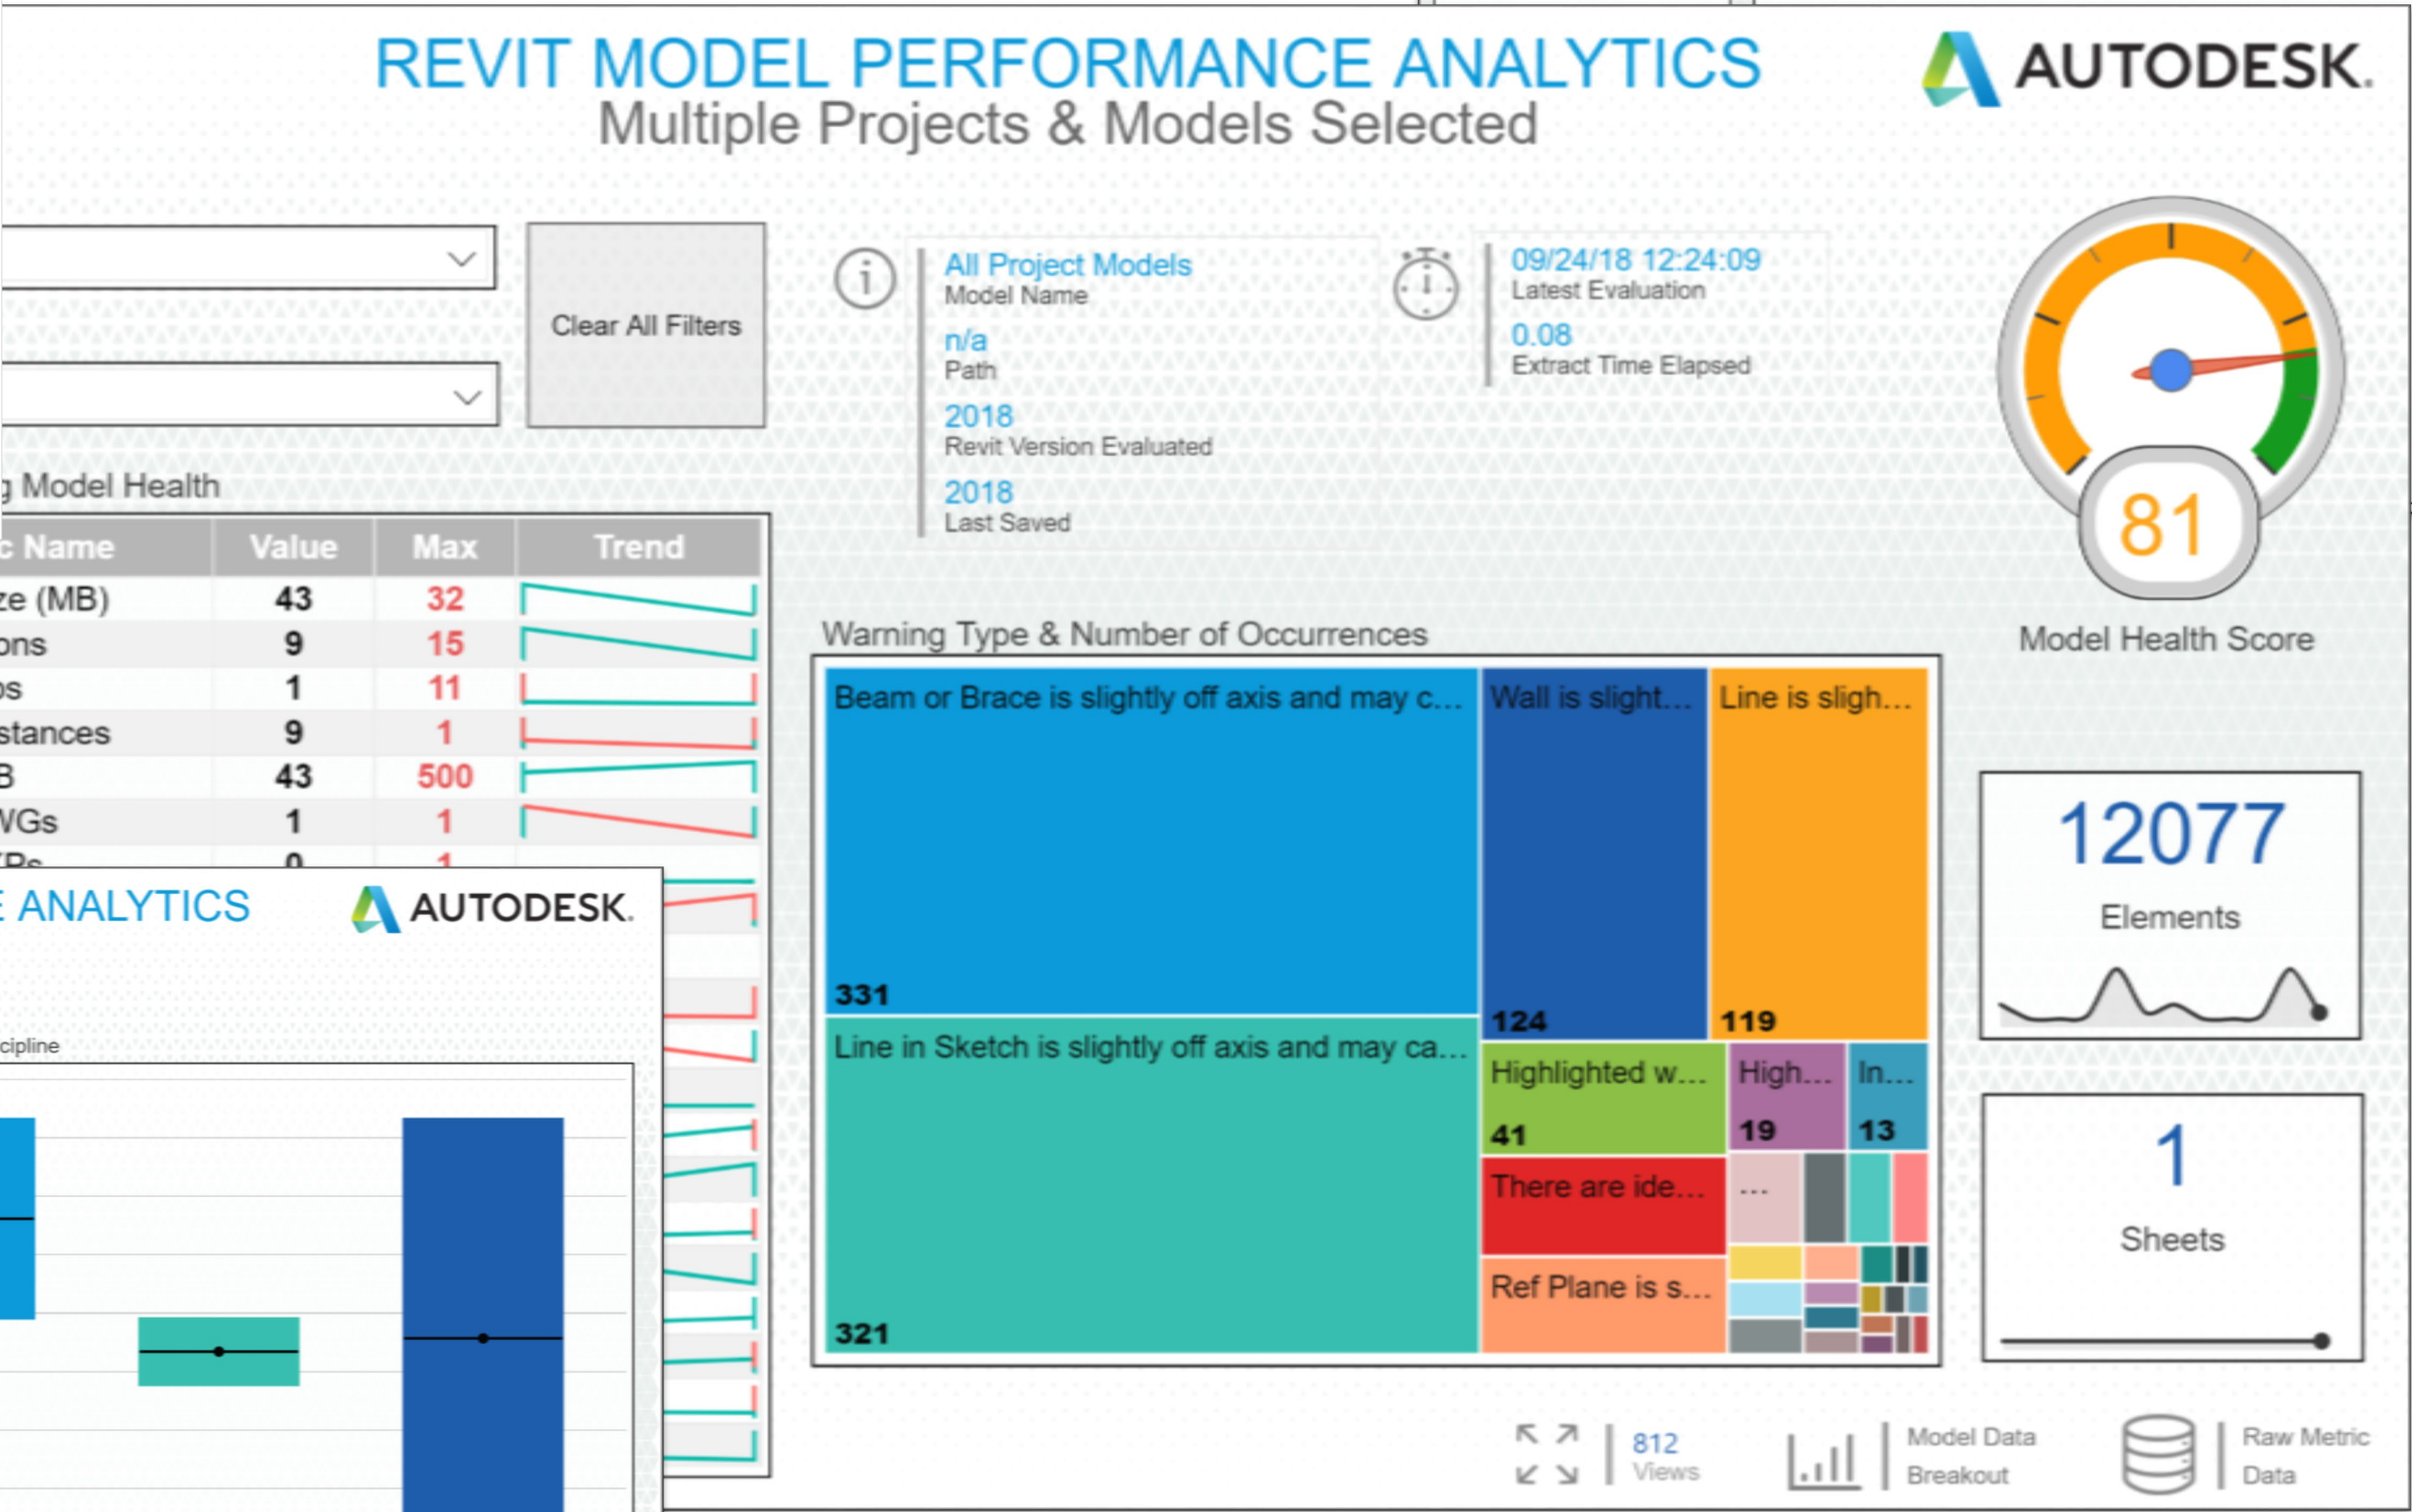 REVIT MODEL PERFORMANCE ANALYTICS
AUTODESK.
Multiple Projects & Models Selected
Clear All Filters
All Project Models
Model Name
n/a
Path
2018
Revit Version Evaluated
2018
Last Saved
09/24/18 12:24:09
Latest Evaluation
0.08
Extract Time Elapsed
81
Model Health Score
g Model Health
c Name Value Max Trend
ze (MB) 43 32
ons 9 15
os 1 11
stances 9 1
B 43 500
WGs 1 1
Warning Type & Number of Occurrences
Beam or Brace is slightly off axis and may c...
331
Wall is slight...
124
Line is sligh...
119
Line in Sketch is slightly off axis and may ca...
321
Highlighted w...
41
High...
19
In...
13
There are ide...
...
Ref Plane is s...
12077
Elements
1
Sheets
E ANALYTICS
AUTODESK.
cipline
812
Views
Model Data
Breakout
Raw Metric
Data